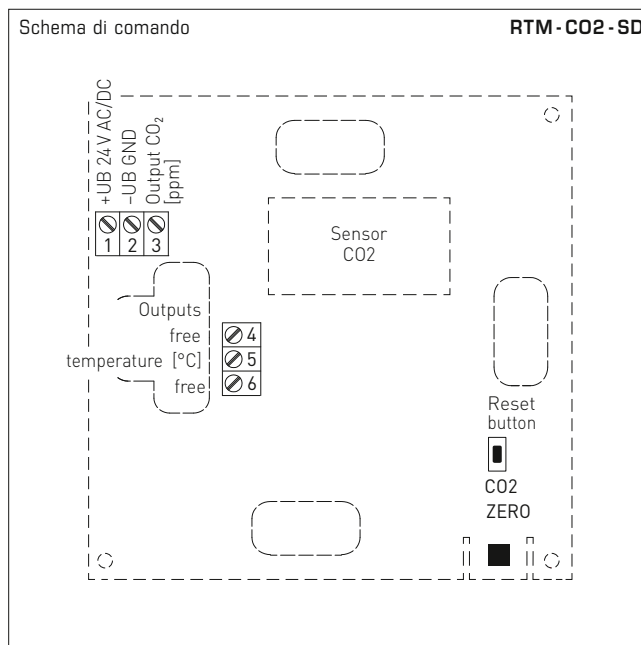 Schema di comando
RTM-CO2-SD
+UB 24V AC/DC
–UB GND
Output CO₂
[ppm]
1 2 3
Sensor
CO2
Outputs
free 4
temperature [°C] 5
free 6
Reset
button
CO2
ZERO